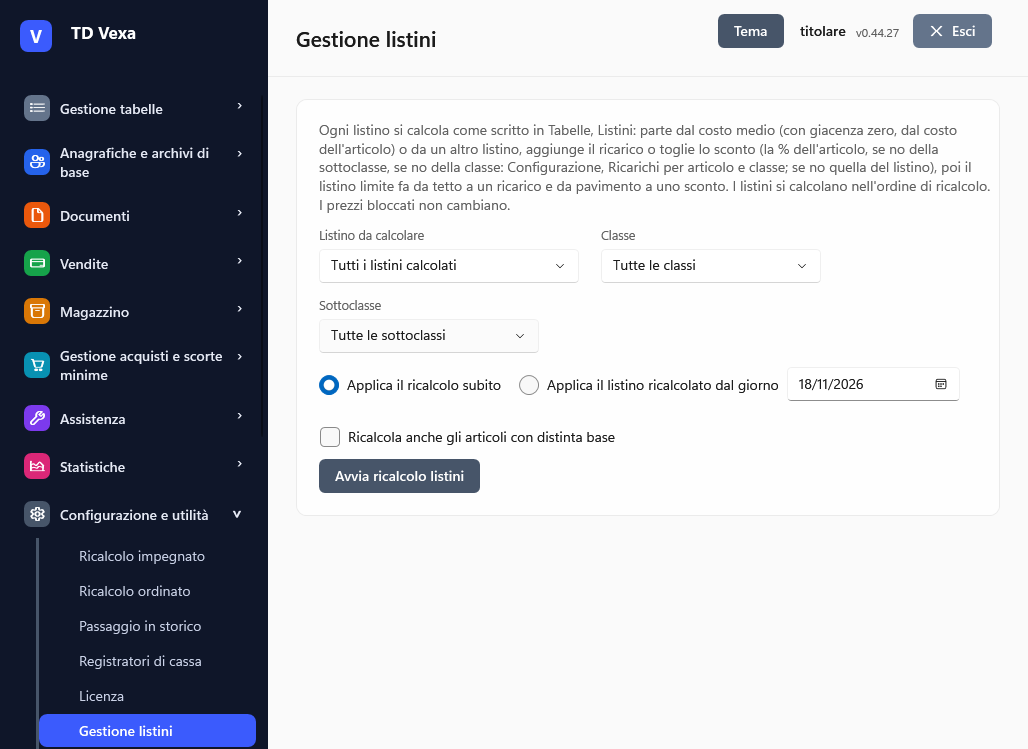 V
TD Vexa
Gestione tabelle
Anagrafiche e archivi di
base
Documenti
Vendite
Magazzino
Gestione acquisti e scorte
minime
Assistenza
Statistiche
Configurazione e utilità
Ricalcolo impegnato
Ricalcolo ordinato
Passaggio in storico
Registratori di cassa
Licenza
Gestione listini
Gestione listini
Tema
titolare
v0.44.27
Esci
Ogni listino si calcola come scritto in Tabelle, Listini: parte dal costo medio (con giacenza zero, dal costo
dell'articolo) o da un altro listino, aggiunge il ricarico o toglie lo sconto (la % dell'articolo, se no della
sottoclasse, se no della classe: Configurazione, Ricarichi per articolo e classe; se no quella del listino), poi il
listino limite fa da tetto a un ricarico e da pavimento a uno sconto. I listini si calcolano nell'ordine di ricalcolo.
I prezzi bloccati non cambiano.
Listino da calcolare
Classe
Tutti i listini calcolati
Tutte le classi
Sottoclasse
Tutte le sottoclassi
Applica il ricalcolo subito
Applica il listino ricalcolato dal giorno
18/11/2026
Ricalcola anche gli articoli con distinta base
Avvia ricalcolo listini